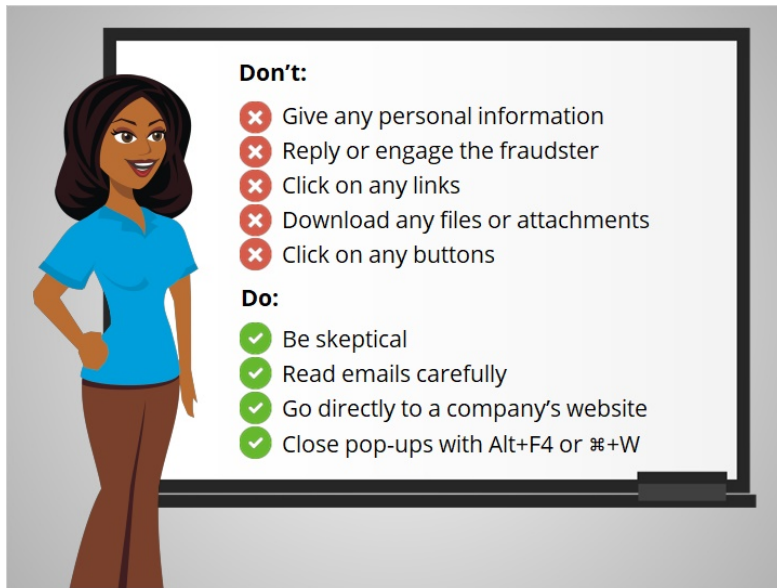 Don’t:
Give any personal information
Reply or engage the fraudster
Click on any links
Download any files or attachments
Click on any buttons
Do:
Be skeptical
Read emails carefully
Go directly to a company’s website
Close pop-ups with Alt+F4 or ⌘+W